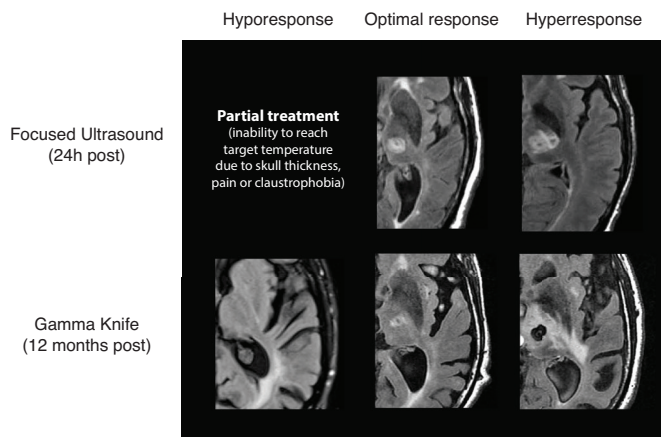 Hyporesponse Optimal response Hyperresponse
Focused Ultrasound
(24h post)
Partial treatment
(inability to reach
target temperature
due to skull thickness,
pain or claustrophobia)
Gamma Knife
(12 months post)